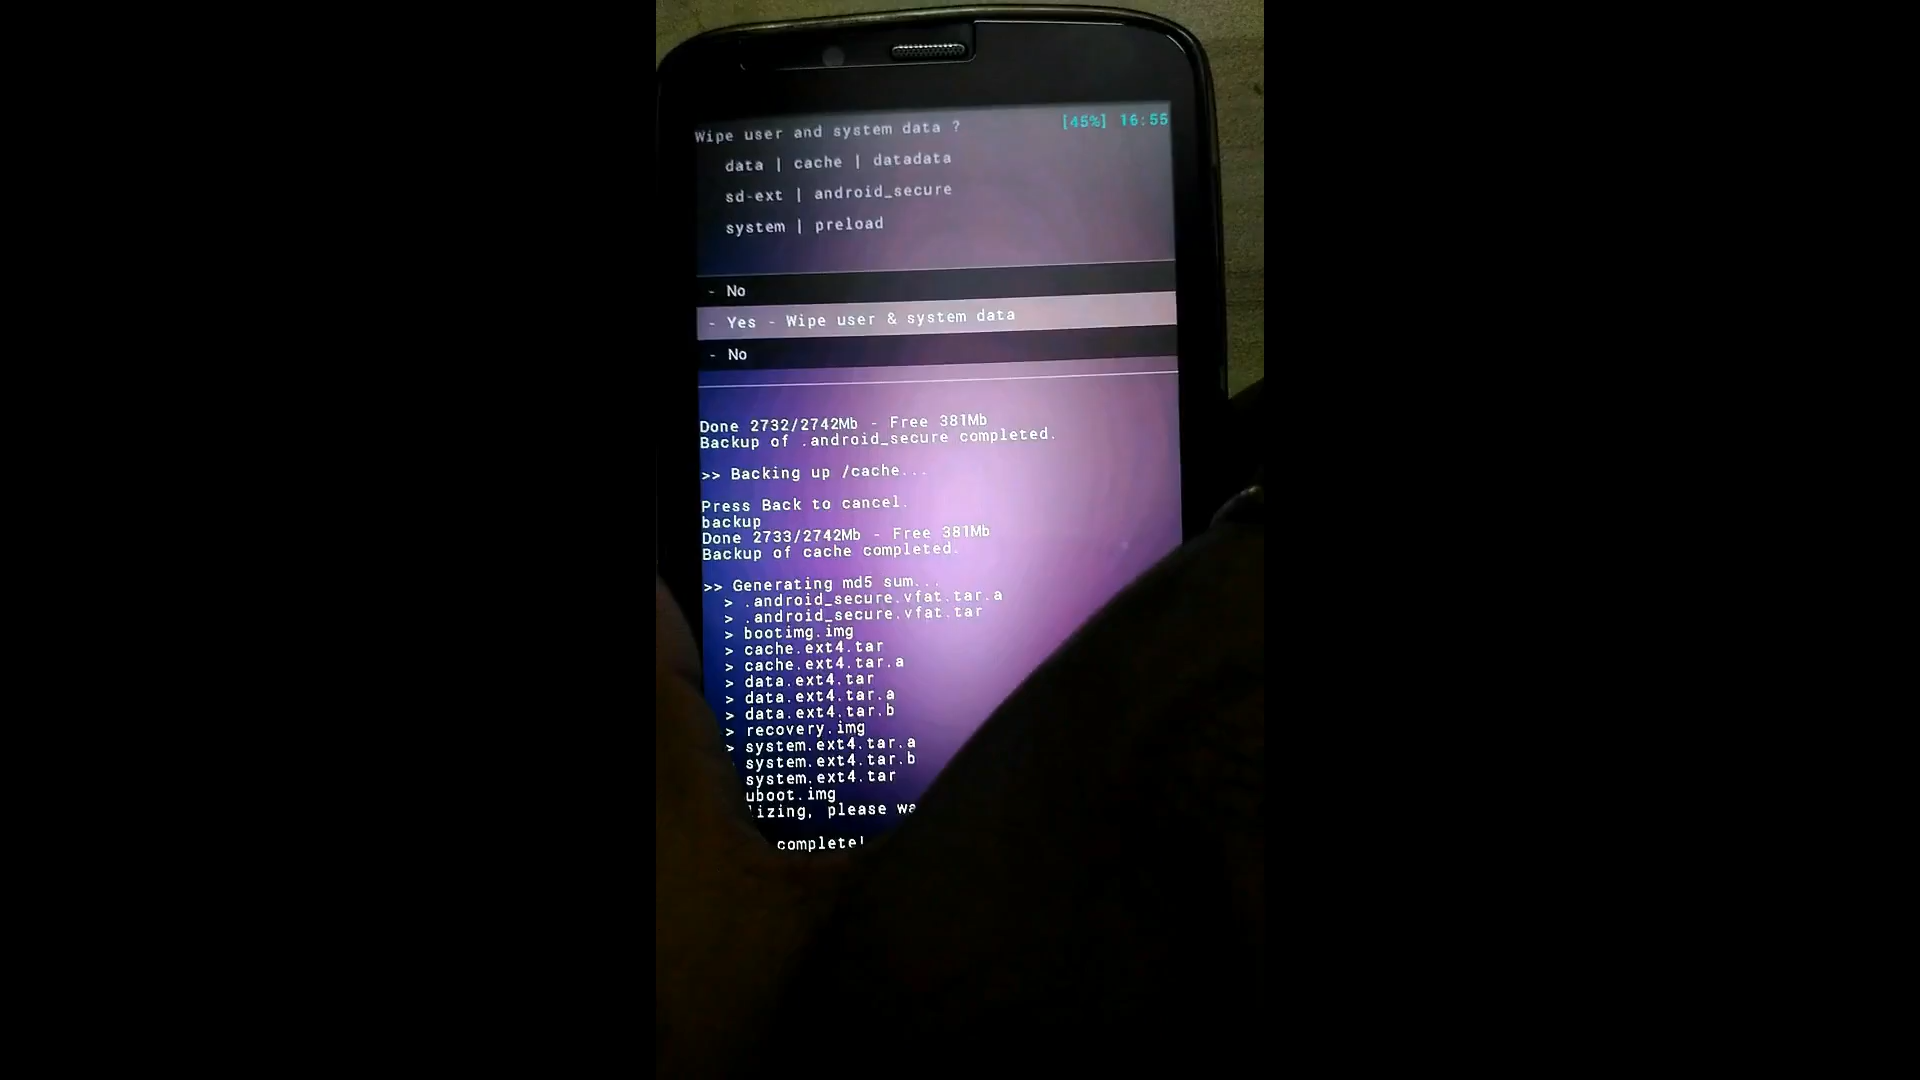 Wipe user and system data ?
[45%] 16:55
data | cache | datadata
sd-ext | android_secure
system | preload
- No
- Yes - Wipe user & system data
- No
Done 2732/2742Mb - Free 381Mb
Backup of .android_secure completed.
>> Backing up /cache...
Press Back to cancel.
backup
Done 2733/2742Mb - Free 381Mb
Backup of cache completed.
>> Generating md5 sum...
> .android_secure.vfat.tar.a
> .android_secure.vfat.tar
> bootimg.img
> cache.ext4.tar
> cache.ext4.tar.a
> data.ext4.tar
> data.ext4.tar.a
> data.ext4.tar.b
> recovery.img
> system.ext4.tar.a
system.ext4.tar.b
system.ext4.tar
uboot.img
please
complete!